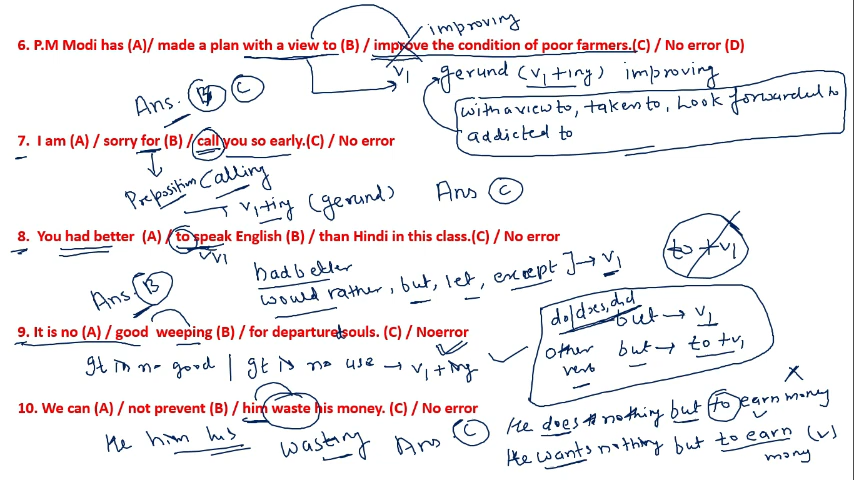 improving
6. P.M Modi has (A)/ made a plan with a view to (B) / improve the condition of poor farmers.(C) / No error (D)
V1 gerund (V1+ing) improving
Ans. B C
with a view to, taken to, Look forwarded to
addicted to
7. I am (A) / sorry for (B) / call you so early.(C) / No error
Preposition Calling
V1+ing (gerund) Ans C
8. You had better (A) / to speak English (B) / than Hindi in this class.(C) / No error
V1
to + V1
had better
would rather, but, let, except ] → V1
Ans. B
do/does, did
but → V1
9. It is no (A) / good weeping (B) / for departure souls. (C) / Noerror
other but → to +V1
verb
It is no good / It is no use → V1+ing
10. We can (A) / not prevent (B) / him waste his money. (C) / No error
He him his wasting Ans C
He does nothing but to earn money
He wants nothing but to earn (V)
mony